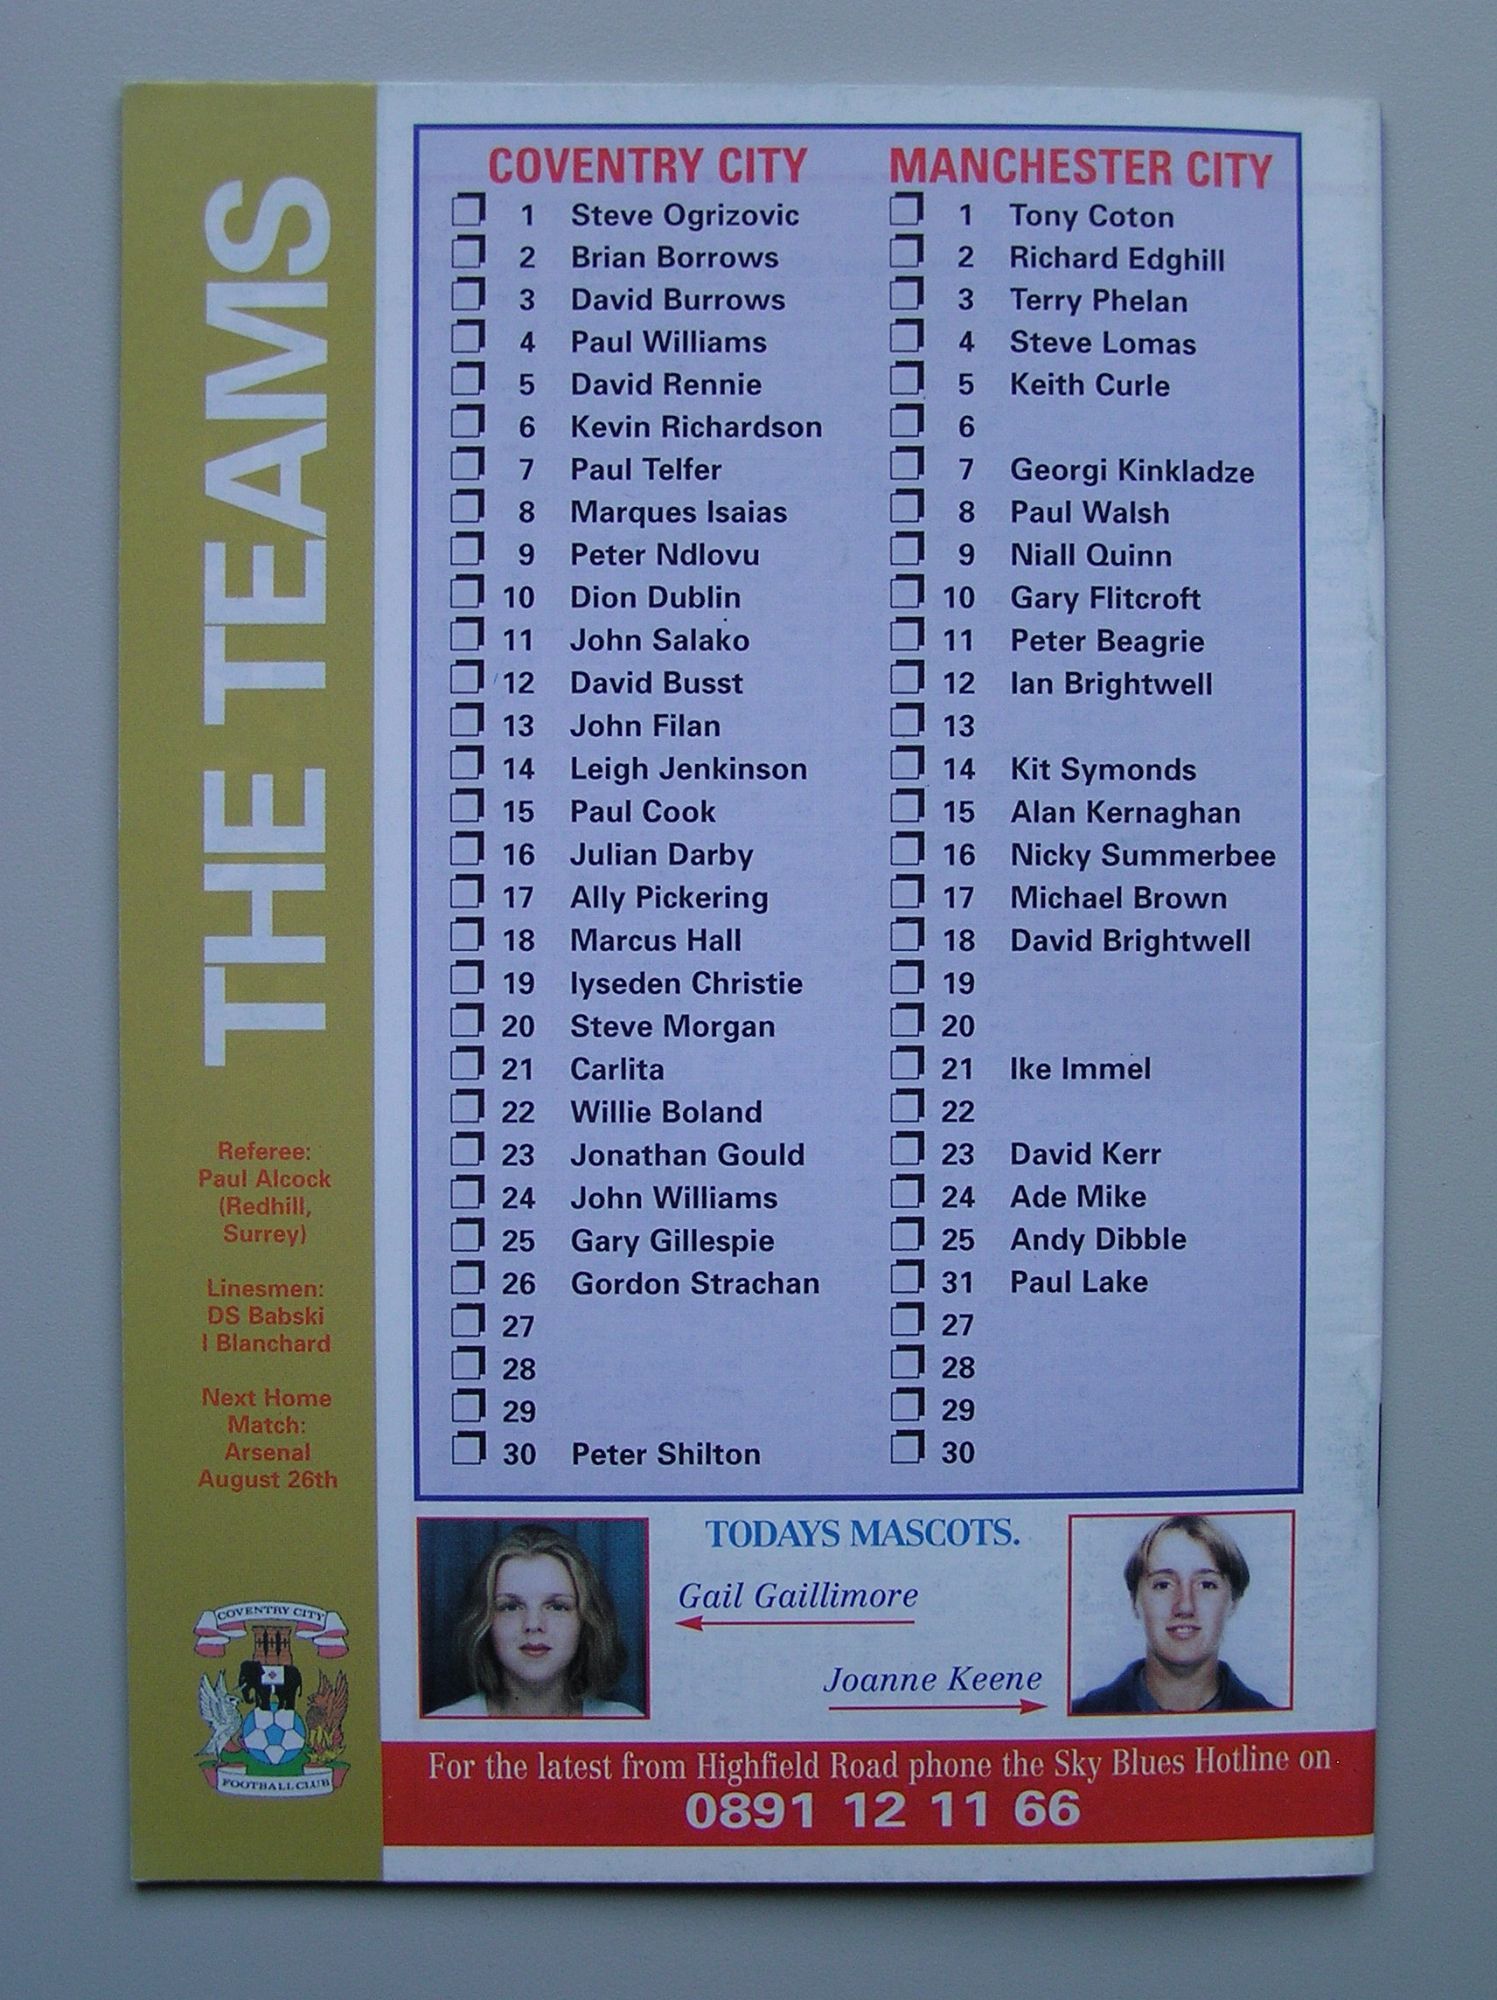 THE TEAMS
Referee:
Paul Alcock
(Redhill,
Surrey)
Linesmen:
DS Babski
I Blanchard
Next Home
Match:
Arsenal
August 26th
COVENTRY CITY
FOOTBALL CLUB
COVENTRY CITY
1 Steve Ogrizovic
2 Brian Borrows
3 David Burrows
4 Paul Williams
5 David Rennie
6 Kevin Richardson
7 Paul Telfer
8 Marques Isaias
9 Peter Ndlovu
10 Dion Dublin
11 John Salako
12 David Busst
13 John Filan
14 Leigh Jenkinson
15 Paul Cook
16 Julian Darby
17 Ally Pickering
18 Marcus Hall
19 Iyseden Christie
20 Steve Morgan
21 Carlita
22 Willie Boland
23 Jonathan Gould
24 John Williams
25 Gary Gillespie
26 Gordon Strachan
27
28
29
30 Peter Shilton
MANCHESTER CITY
1 Tony Coton
2 Richard Edghill
3 Terry Phelan
4 Steve Lomas
5 Keith Curle
6
7 Georgi Kinkladze
8 Paul Walsh
9 Niall Quinn
10 Gary Flitcroft
11 Peter Beagrie
12 Ian Brightwell
13
14 Kit Symonds
15 Alan Kernaghan
16 Nicky Summerbee
17 Michael Brown
18 David Brightwell
19
20
21 Ike Immel
22
23 David Kerr
24 Ade Mike
25 Andy Dibble
31 Paul Lake
27
28
29
30
TODAYS MASCOTS.
Gail Gaillimore
Joanne Keene
For the latest from Highfield Road phone the Sky Blues Hotline on
0891 12 11 66